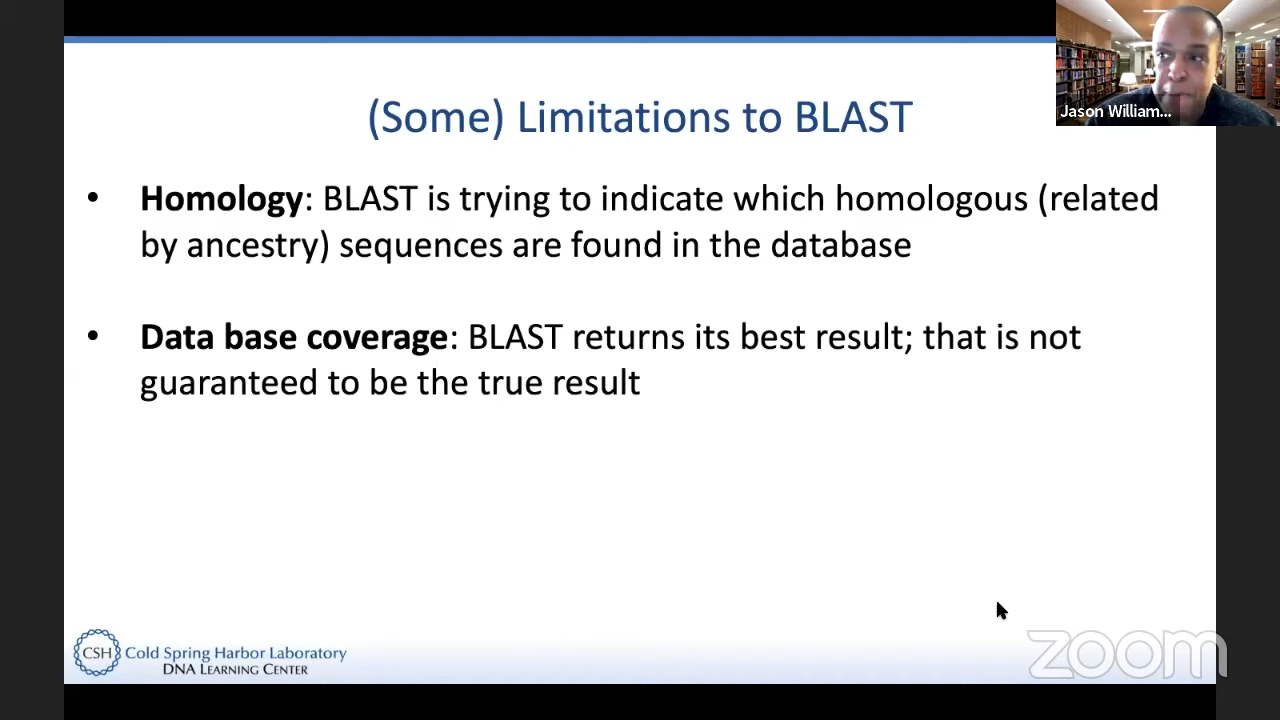 Jason William...
(Some) Limitations to BLAST
• Homology: BLAST is trying to indicate which homologous (related
by ancestry) sequences are found in the database
• Data base coverage: BLAST returns its best result; that is not
guaranteed to be the true result
CSH Cold Spring Harbor Laboratory
DNA LEARNING CENTER
zoom